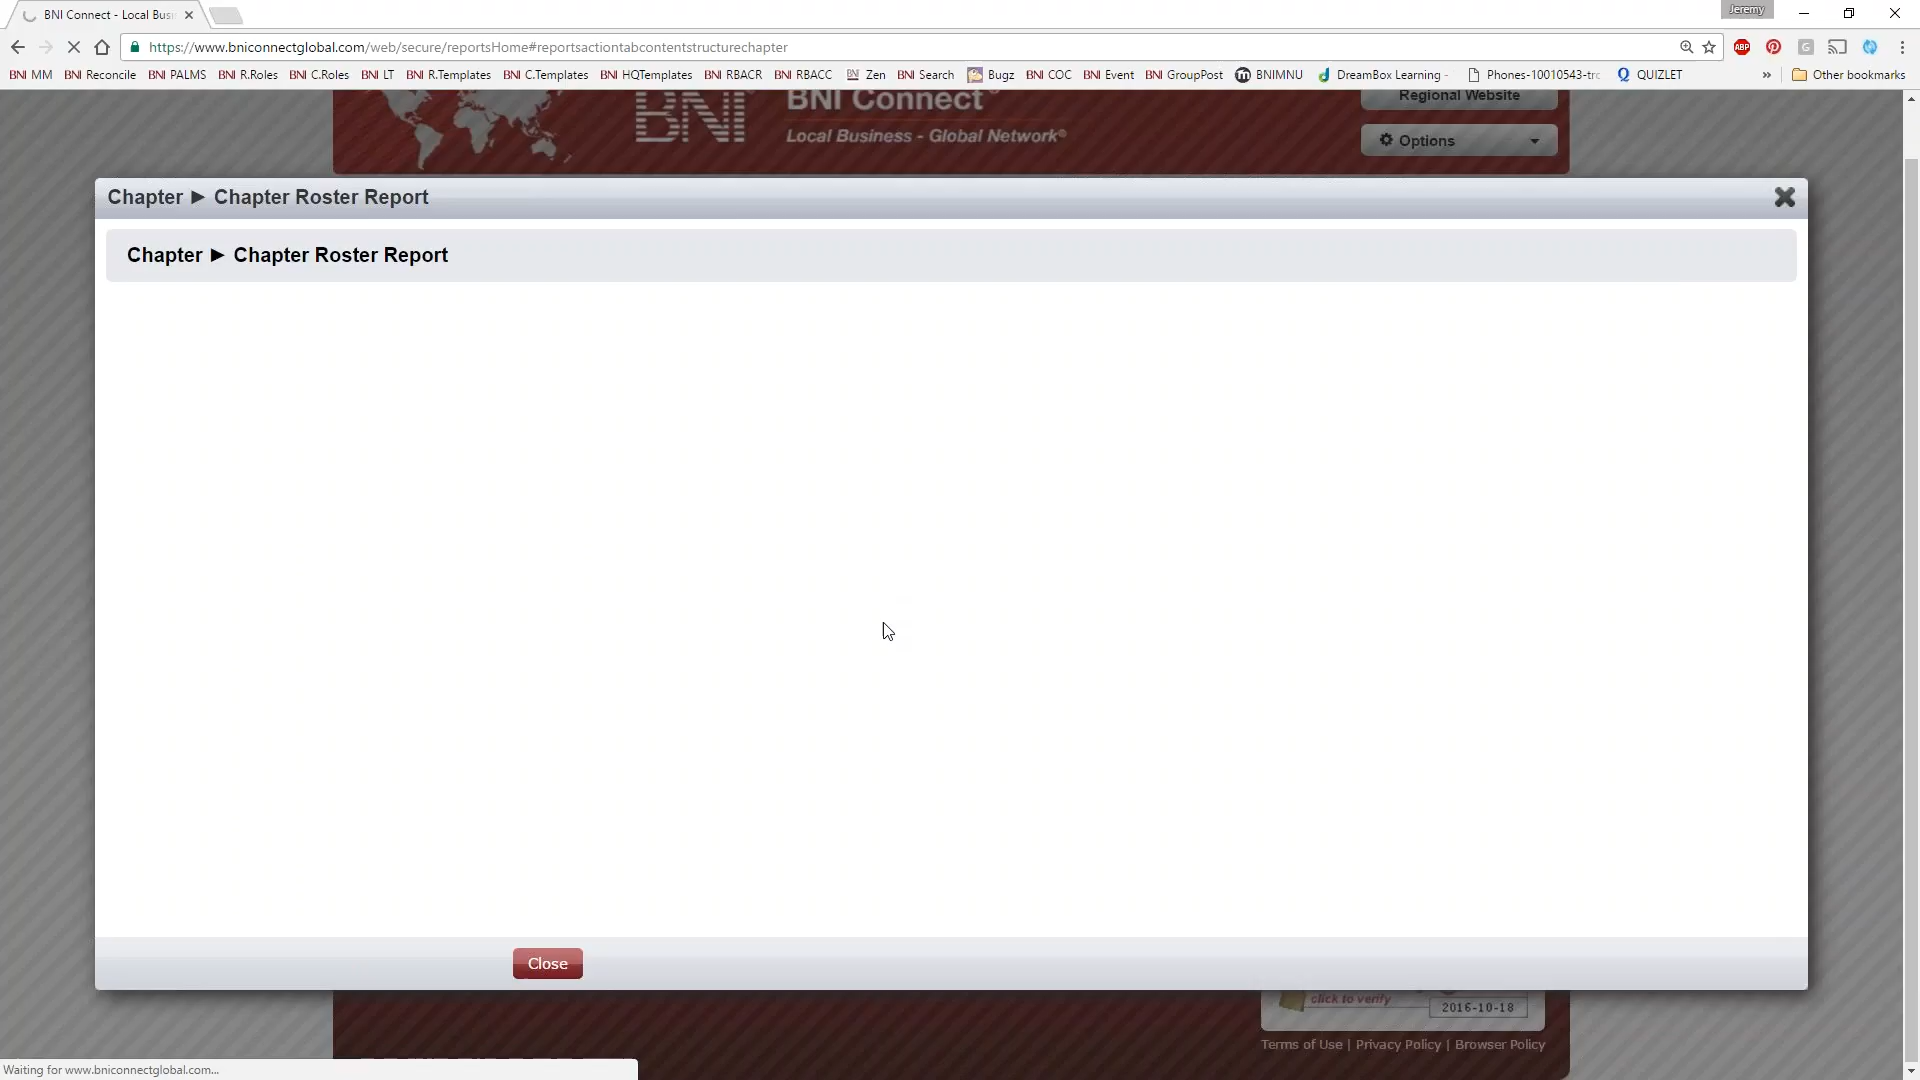 BNI Connect - Local Busi
Jeremy
https://www.bniconnectglobal.com/web/secure/reportsHome#reportsactiontabcontentstructurechapter
BNI MM BNI Reconcile BNI PALMS BNI R.Roles BNI C.Roles BNI LT BNI R.Templates BNI C.Templates BNI HQTemplates BNI RBACR BNI RBACC BNI Zen BNI Search Bugz BNI COC BNI Event BNI GroupPost BNIMNU DreamBox Learning - Phones-10010543-trc QUIZLET » Other bookmarks
BNI® BNI Connect®
Local Business - Global Network®
Regional Website
Options
Chapter ► Chapter Roster Report
Chapter ► Chapter Roster Report
Close
click to verify
2016-10-18
Terms of Use | Privacy Policy | Browser Policy
Waiting for www.bniconnectglobal.com...